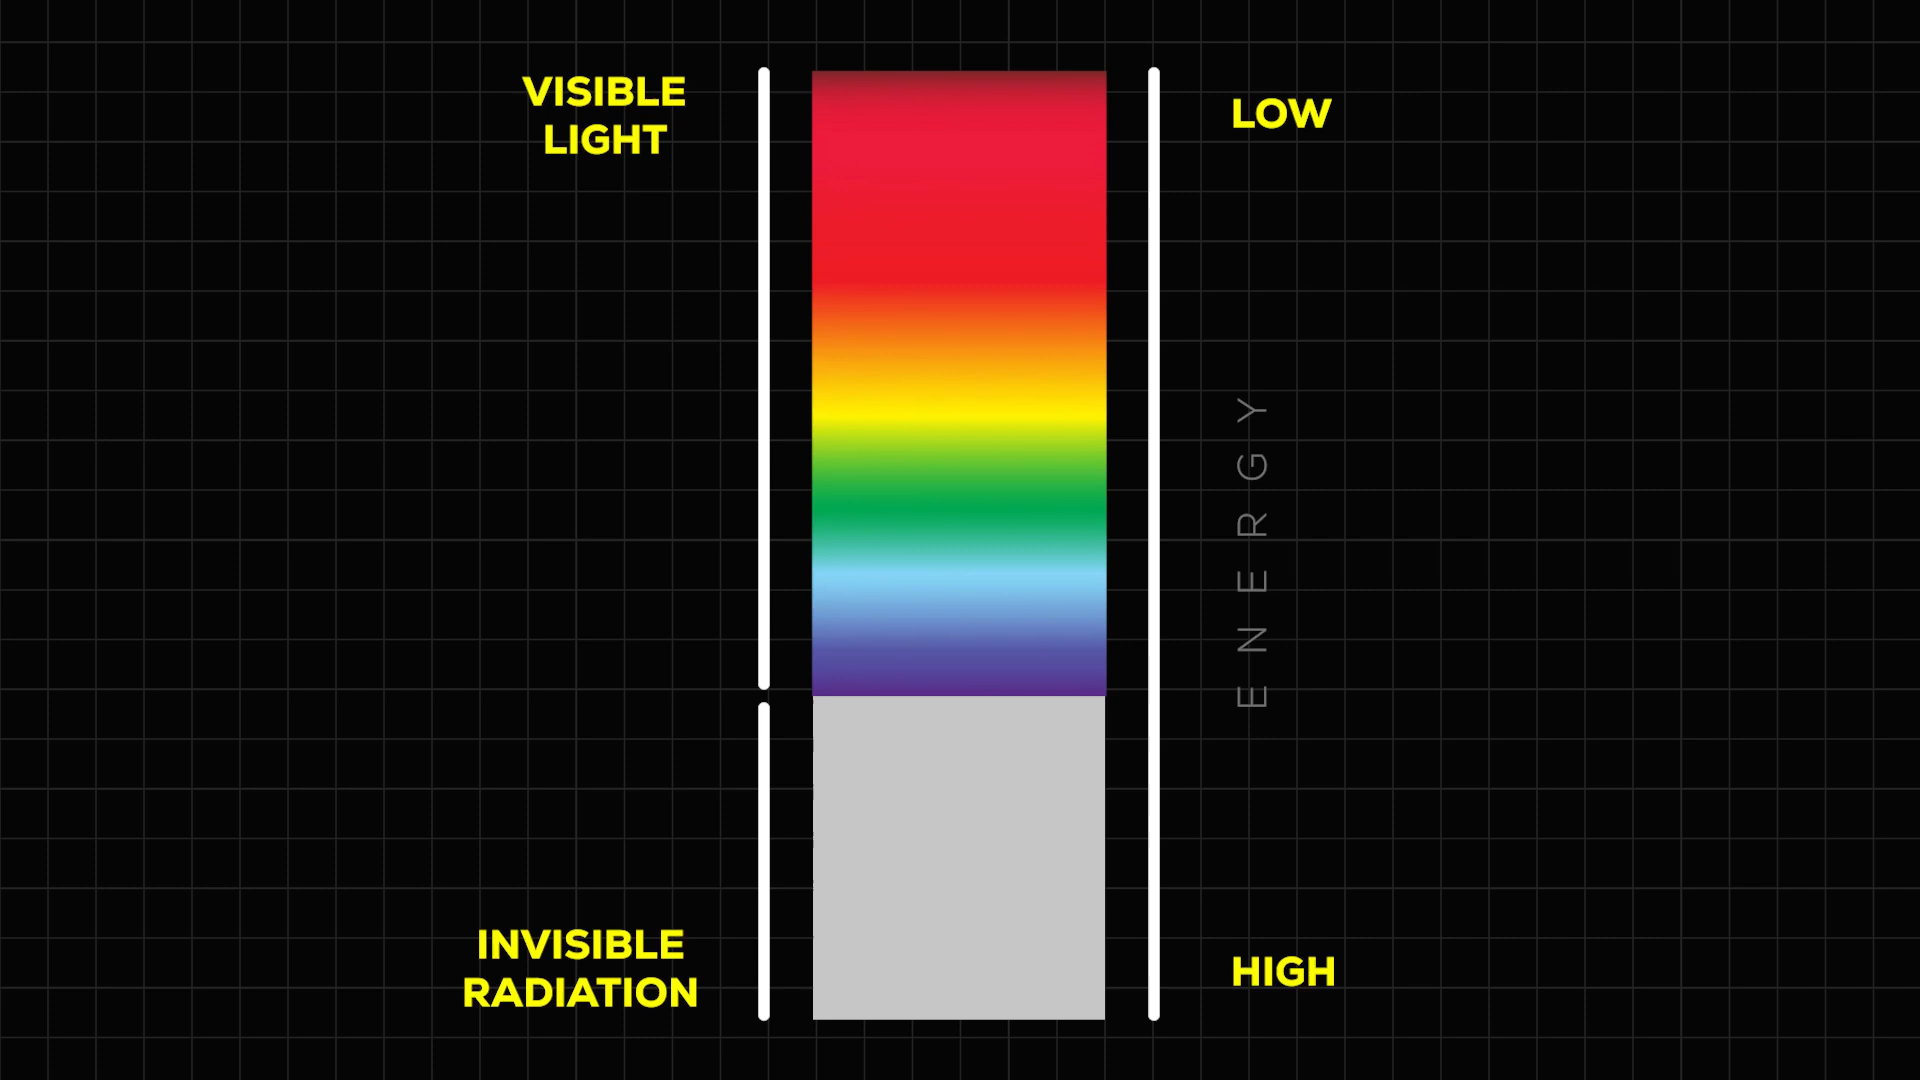 VISIBLE
LIGHT
LOW
ENERGY
INVISIBLE
RADIATION
HIGH